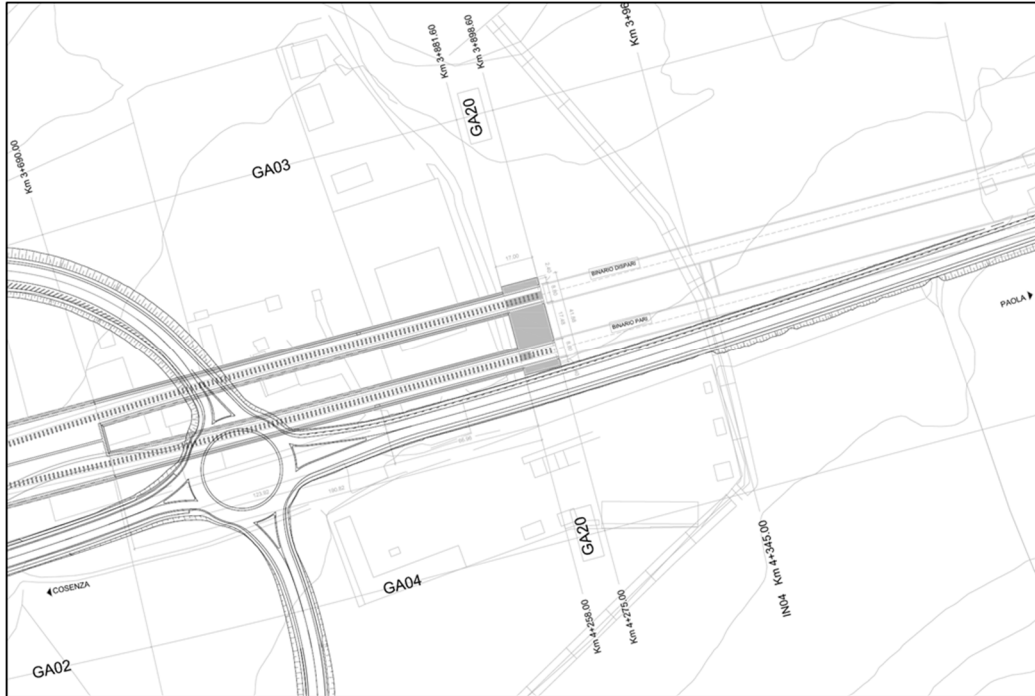 Km 3+690.00
GA03
Km 3+881.60
Km 3+898.60
GA20
Km 3+96
17.00
BINARIO DISPARI
BINARIO PARI
PAOLA
COSENZA
GA02
GA04
GA20
Km 4+258.00
Km 4+275.00
IN04 Km 4+345.00